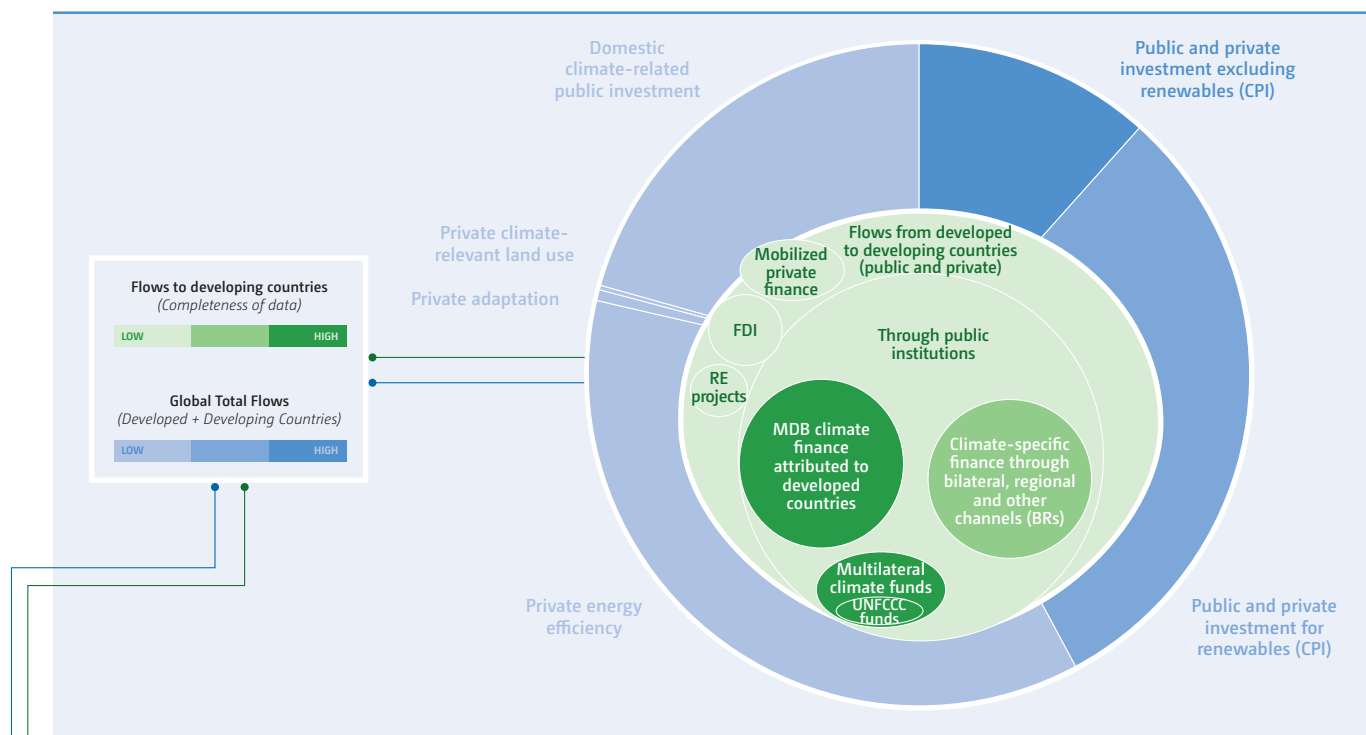 Domestic
climate-related
public investment
Public and private
investment excluding
renewables (CPI)
Private climate-
relevant land use
Private adaptation
Flows to developing countries
(Completeness of data)
LOW
HIGH
Global Total Flows
(Developed + Developing Countries)
LOW
HIGH
Flows from developed
to developing countries
(public and private)
Mobilized
private
finance
FDI
RE
projects
Through public
institutions
MDB climate
finance
attributed to
developed
countries
Climate-specific
finance through
bilateral, regional
and other
channels (BRs)
Multilateral
climate funds
UNFCCC
funds
Private energy
efficiency
Public and private
investment for
renewables (CPI)